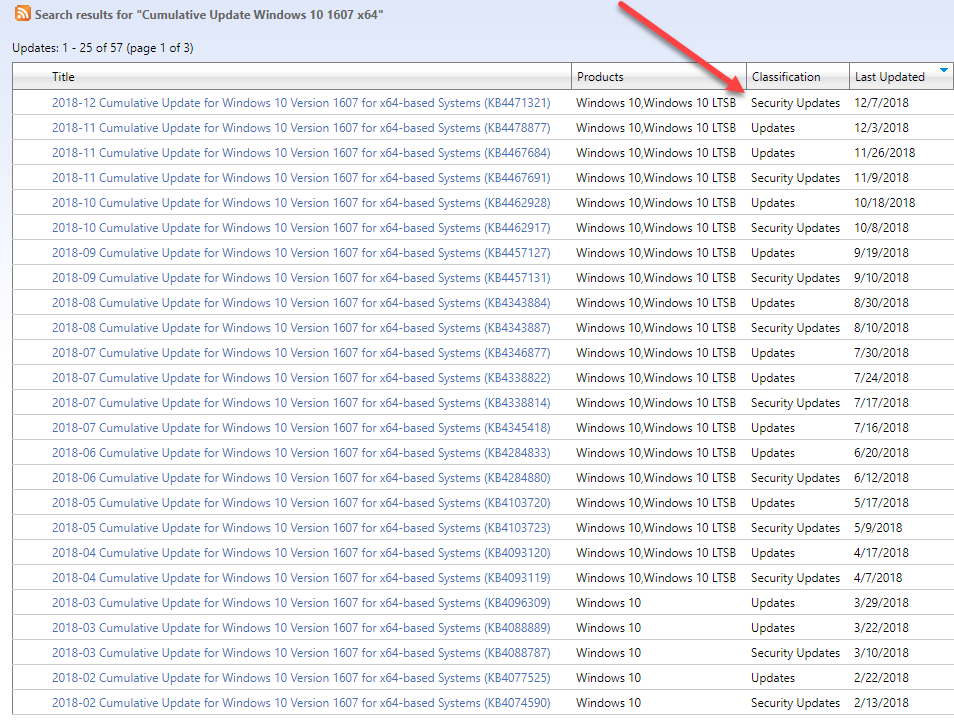 Search results for "Cumulative Update Windows 10 1607 x64"
Updates: 1 - 25 of 57 (page 1 of 3)
Title Products Classification Last Updated
2018-12 Cumulative Update for Windows 10 Version 1607 for x64-based Systems (KB4471321) Windows 10,Windows 10 LTSB Security Updates 12/7/2018
2018-11 Cumulative Update for Windows 10 Version 1607 for x64-based Systems (KB4478877) Windows 10,Windows 10 LTSB Updates 12/3/2018
2018-11 Cumulative Update for Windows 10 Version 1607 for x64-based Systems (KB4467684) Windows 10,Windows 10 LTSB Updates 11/26/2018
2018-11 Cumulative Update for Windows 10 Version 1607 for x64-based Systems (KB4467691) Windows 10,Windows 10 LTSB Security Updates 11/9/2018
2018-10 Cumulative Update for Windows 10 Version 1607 for x64-based Systems (KB4462928) Windows 10,Windows 10 LTSB Updates 10/18/2018
2018-10 Cumulative Update for Windows 10 Version 1607 for x64-based Systems (KB4462917) Windows 10,Windows 10 LTSB Security Updates 10/8/2018
2018-09 Cumulative Update for Windows 10 Version 1607 for x64-based Systems (KB4457127) Windows 10,Windows 10 LTSB Updates 9/19/2018
2018-09 Cumulative Update for Windows 10 Version 1607 for x64-based Systems (KB4457131) Windows 10,Windows 10 LTSB Security Updates 9/10/2018
2018-08 Cumulative Update for Windows 10 Version 1607 for x64-based Systems (KB4343884) Windows 10,Windows 10 LTSB Updates 8/30/2018
2018-08 Cumulative Update for Windows 10 Version 1607 for x64-based Systems (KB4343887) Windows 10,Windows 10 LTSB Security Updates 8/10/2018
2018-07 Cumulative Update for Windows 10 Version 1607 for x64-based Systems (KB4346877) Windows 10,Windows 10 LTSB Updates 7/30/2018
2018-07 Cumulative Update for Windows 10 Version 1607 for x64-based Systems (KB4338822) Windows 10,Windows 10 LTSB Updates 7/24/2018
2018-07 Cumulative Update for Windows 10 Version 1607 for x64-based Systems (KB4338814) Windows 10,Windows 10 LTSB Security Updates 7/17/2018
2018-07 Cumulative Update for Windows 10 Version 1607 for x64-based Systems (KB4345418) Windows 10,Windows 10 LTSB Updates 7/16/2018
2018-06 Cumulative Update for Windows 10 Version 1607 for x64-based Systems (KB4284833) Windows 10,Windows 10 LTSB Updates 6/20/2018
2018-06 Cumulative Update for Windows 10 Version 1607 for x64-based Systems (KB4284880) Windows 10,Windows 10 LTSB Security Updates 6/12/2018
2018-05 Cumulative Update for Windows 10 Version 1607 for x64-based Systems (KB4103720) Windows 10,Windows 10 LTSB Updates 5/17/2018
2018-05 Cumulative Update for Windows 10 Version 1607 for x64-based Systems (KB4103723) Windows 10,Windows 10 LTSB Security Updates 5/9/2018
2018-04 Cumulative Update for Windows 10 Version 1607 for x64-based Systems (KB4093120) Windows 10,Windows 10 LTSB Updates 4/17/2018
2018-04 Cumulative Update for Windows 10 Version 1607 for x64-based Systems (KB4093119) Windows 10,Windows 10 LTSB Security Updates 4/7/2018
2018-03 Cumulative Update for Windows 10 Version 1607 for x64-based Systems (KB4096309) Windows 10 Updates 3/29/2018
2018-03 Cumulative Update for Windows 10 Version 1607 for x64-based Systems (KB4088889) Windows 10 Updates 3/22/2018
2018-03 Cumulative Update for Windows 10 Version 1607 for x64-based Systems (KB4088787) Windows 10 Security Updates 3/10/2018
2018-02 Cumulative Update for Windows 10 Version 1607 for x64-based Systems (KB4077525) Windows 10 Updates 2/22/2018
2018-02 Cumulative Update for Windows 10 Version 1607 for x64-based Systems (KB4074590) Windows 10 Security Updates 2/13/2018